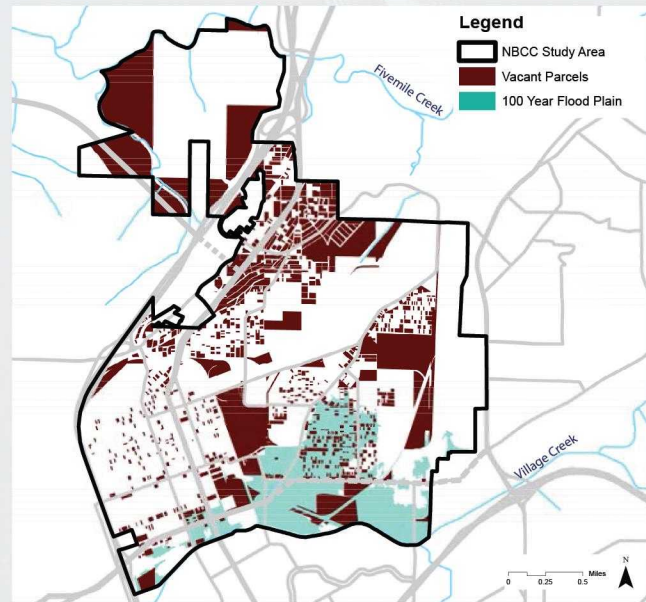 Legend
NBCC Study Area
Vacant Parcels
100 Year Flood Plain
Fivemile Creek
Village Creek
N
0 0.25 0.5 Miles